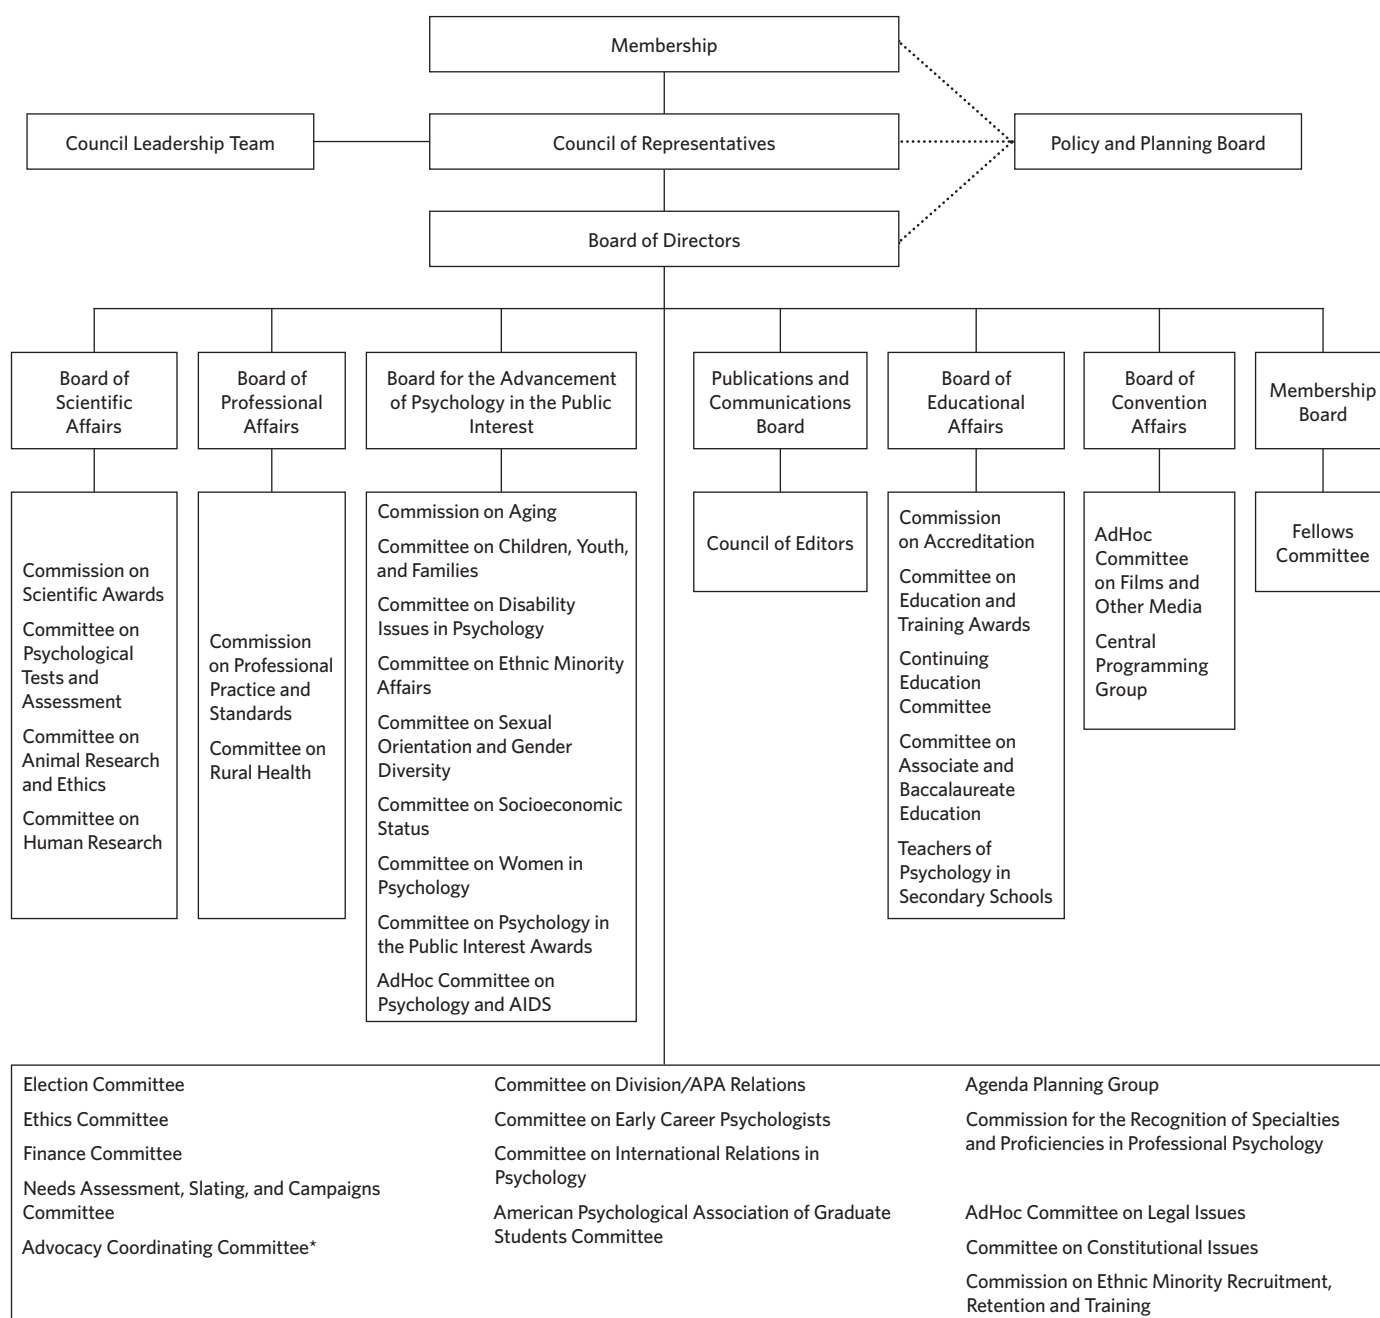 Membership
Council Leadership Team
Council of Representatives
Policy and Planning Board
Board of Directors
Board of
Scientific
Affairs
Board of
Professional
Affairs
Board for the Advancement
of Psychology in the Public
Interest
Publications and
Communications
Board
Board of
Educational
Affairs
Board of
Convention
Affairs
Membership
Board
Commission on
Scientific Awards
Committee on
Psychological
Tests and
Assessment
Committee on
Animal Research
and Ethics
Committee on
Human Research
Commission
on Professional
Practice and
Standards
Committee on
Rural Health
Commission on Aging
Committee on Children, Youth,
and Families
Committee on Disability
Issues in Psychology
Committee on Ethnic Minority
Affairs
Committee on Sexual
Orientation and Gender
Diversity
Committee on Socioeconomic
Status
Committee on Women in
Psychology
Committee on Psychology in
the Public Interest Awards
AdHoc Committee on
Psychology and AIDS
Council of Editors
Commission
on Accreditation
Committee on
Education and
Training Awards
Continuing
Education
Committee
Committee on
Associate and
Baccalaureate
Education
Teachers of
Psychology in
Secondary Schools
AdHoc
Committee
on Films and
Other Media
Central
Programming
Group
Fellows
Committee
Election Committee
Ethics Committee
Finance Committee
Needs Assessment, Slating, and Campaigns
Committee
Advocacy Coordinating Committee*
Committee on Division/APA Relations
Committee on Early Career Psychologists
Committee on International Relations in
Psychology
American Psychological Association of Graduate
Students Committee
Agenda Planning Group
Commission for the Recognition of Specialties
and Proficiencies in Professional Psychology
AdHoc Committee on Legal Issues
Committee on Constitutional Issues
Commission on Ethnic Minority Recruitment,
Retention and Training